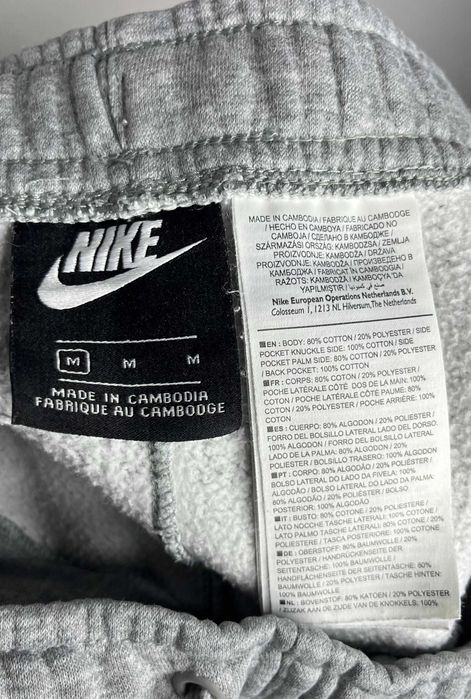 NIKE
M M M
MADE IN CAMBODIA
FABRIQUE AU CAMBODGE
MADE IN CAMBODIA / FABRIQUE AU CAMBODGE
/ HECHO EN CAMBOYA / FABRICADO NO
CAMBOJA / СДЕЛАНО В КАМБОДЖЕ /
SZÁRMAZÁSI ORSZÁG: KAMBODZSA / ZEMLJA
PROIZVODNJE: KAMBODŽA / DRŽAVA
PROIZVODNJE: KAMBODŽA / ПРОИЗВЕДЕНО В
КАМБОДЖА / FABRICAT ÎN CAMBODGIA /
RAŽOTS: KAMBODŽĀ / KAMBOÇYA'DA
YAPILMIŞTIR / صنع في كمبوديا
Nike European Operations Netherlands B.V.
Colosseum 1, 1213 NL Hilversum, The Netherlands
EN: BODY: 80% COTTON / 20% POLYESTER / SIDE
POCKET KNUCKLE SIDE: 100% COTTON / SIDE
POCKET PALM SIDE: 80% COTTON / 20% POLYESTER
/ BACK POCKET: 100% COTTON
FR: CORPS: 80% COTON / 20% POLYESTER /
POCHE LATÉRALE CÔTÉ DOS DE LA MAIN: 100%
COTON / POCHE LATÉRALE CÔTÉ PAUME: 80%
COTON / 20% POLYESTER / POCHE ARRIÈRE: 100%
COTON
ES: CUERPO: 80% ALGODÓN / 20% POLIÉSTER /
FORRO DEL BOLSILLO LATERAL LADO DEL DORSO:
100% ALGODÓN / FORRO DEL BOLSILLO LATERAL
LADO DE LA PALMA: 80% ALGODÓN / 20%
POLIÉSTER / BOLSILLO TRASERO: 100% ALGODÓN
PT: CORPO: 80% ALGODÃO / 20% POLIÉSTER /
BOLSO LATERAL LADO DA FIVELA: 100%
ALGODÃO / BOLSO LATERAL LADO DA PALMA: 80%
ALGODÃO / 20% POLIÉSTER / BOLSO
100% ALGODÃO
IT: BUSTO: 80% COTONE / 20% POLIESTERE /
LATO NOCCHE TASCHA LATERALI: 100% COTONE /
LATO PALMO TASCHA LATERALI: 80% COTONE / 20%
POLIESTERE / TASCA POSTERIORE: 100% COTONE
DE: OBERSTOFF: 80% BAUMWOLLE / 20%
POLYESTER / HANDRÜCKENSEITE DER
SEITENTASCHE: 100% BAUMWOLLE /
HANDFLÄCHENSEITE DER SEITENTASCHE: 80%
BAUMWOLLE / 20% POLYESTER / TASCHE HINTEN:
100% BAUMWOLLE
NL: BOVENSTOF: 80% KATOEN / 20% POLYESTER
/ ZIJZAK AAN DE ZIJDE VAN DE KNOKKELS: 100%